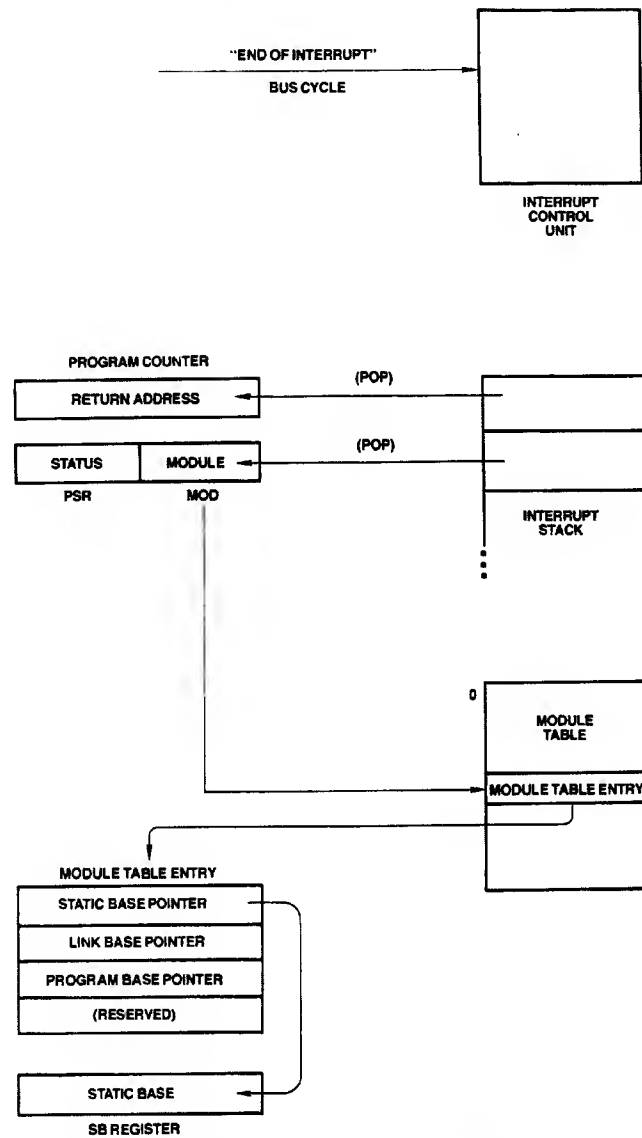 "END OF INTERRUPT"
BUS CYCLE
INTERRUPT
CONTROL
UNIT
PROGRAM COUNTER
RETURN ADDRESS
(POP)
STATUS
MODULE
(POP)
PSR
MOD
INTERRUPT
STACK
0
MODULE
TABLE
MODULE TABLE ENTRY
MODULE TABLE ENTRY
STATIC BASE POINTER
LINK BASE POINTER
PROGRAM BASE POINTER
(RESERVED)
STATIC BASE
SB REGISTER